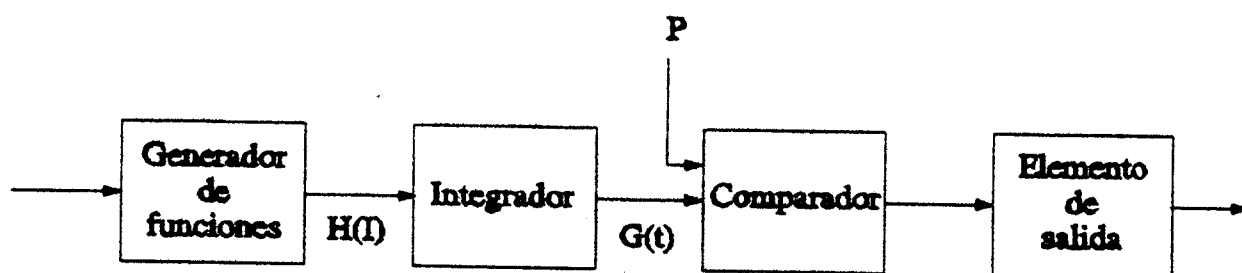 P
Generador
de
funciones
H(I)
Integrador
G(t)
Comparador
Elemento
de
salida